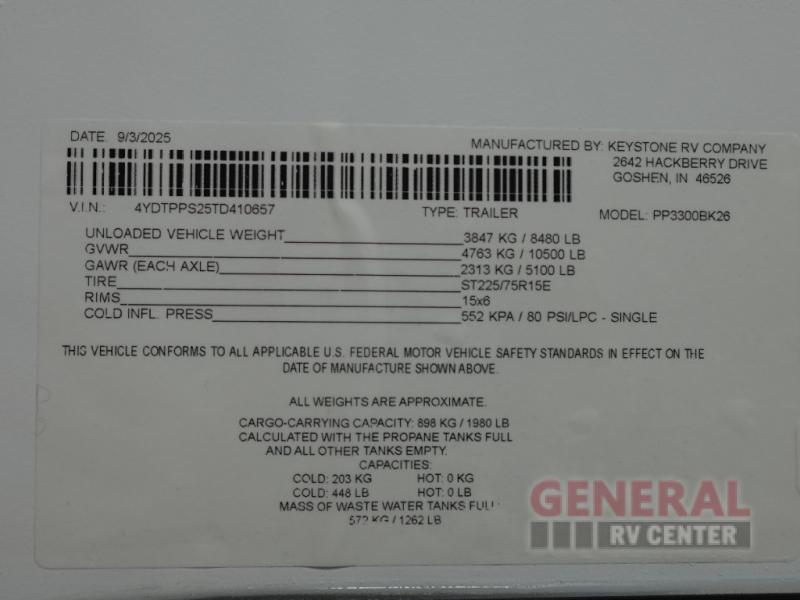 DATE: 9/3/2025
MANUFACTURED BY: KEYSTONE RV COMPANY
2642 HACKBERRY DRIVE
GOSHEN, IN 46526
V.I.N.: 4YDTPPS25TD410657 TYPE: TRAILER MODEL: PP3300BK26
UNLOADED VEHICLE WEIGHT 3847 KG / 8480 LB
GVWR 4763 KG / 10500 LB
GAWR (EACH AXLE) 2313 KG / 5100 LB
TIRE ST225/75R15E
RIMS 15x6
COLD INFL. PRESS 552 KPA / 80 PSI/LPC - SINGLE
THIS VEHICLE CONFORMS TO ALL APPLICABLE U.S. FEDERAL MOTOR VEHICLE SAFETY STANDARDS IN EFFECT ON THE
DATE OF MANUFACTURE SHOWN ABOVE.
ALL WEIGHTS ARE APPROXIMATE.
CARGO-CARRYING CAPACITY: 898 KG / 1980 LB
CALCULATED WITH THE PROPANE TANKS FULL
AND ALL OTHER TANKS EMPTY.
CAPACITIES:
COLD: 203 KG HOT: 0 KG
COLD: 448 LB HOT: 0 LB
MASS OF WASTE WATER TANKS FULL:
572 KG / 1262 LB
GENERAL
RV CENTER